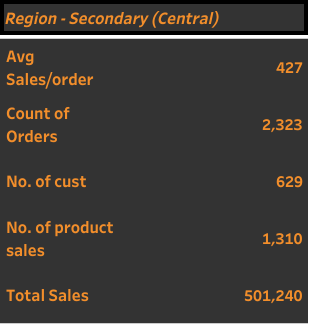 Region - Secondary (Central)
Avg
Sales/order
427
Count of
Orders
2,323
No. of cust
629
No. of product
sales
1,310
Total Sales
501,240